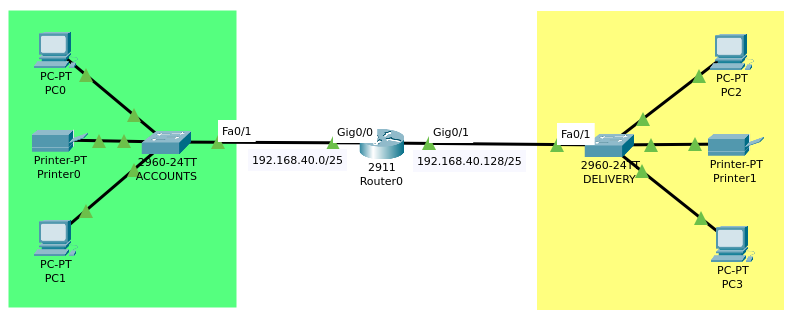 PC-PT
PC0
Printer-PT
Printer0
PC-PT
PC1
2960-24TT
ACCOUNTS
Fa0/1
192.168.40.0/25
Gig0/0
2911
Router0
Gig0/1
192.168.40.128/25
Fa0/1
2960-24TT
DELIVERY
PC-PT
PC2
Printer-PT
Printer1
PC-PT
PC3